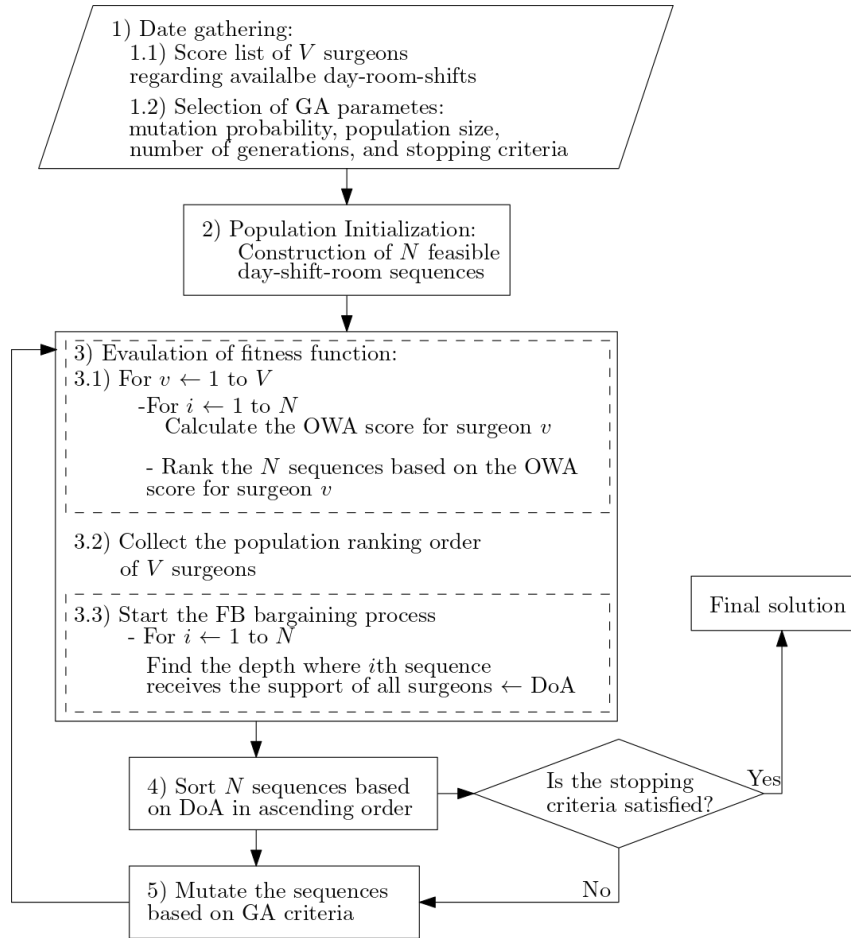 1) Date gathering:
1.1) Score list of V surgeons
regarding availalbe day-room-shifts
1.2) Selection of GA parametes:
mutation probability, population size,
number of generations, and stopping criteria
2) Population Initialization:
Construction of N feasible
day-shift-room sequences
3) Evaulation of fitness function:
3.1) For v ← 1 to V
-For i ← 1 to N
Calculate the OWA score for surgeon v
- Rank the N sequences based on the OWA
score for surgeon v
3.2) Collect the population ranking order
of V surgeons
3.3) Start the FB bargaining process
- For i ← 1 to N
Find the depth where ith sequence
receives the support of all surgeons ← DoA
Final solution
4) Sort N sequences based
on DoA in ascending order
Is the stopping
criteria satisfied?
Yes
No
5) Mutate the sequences
based on GA criteria